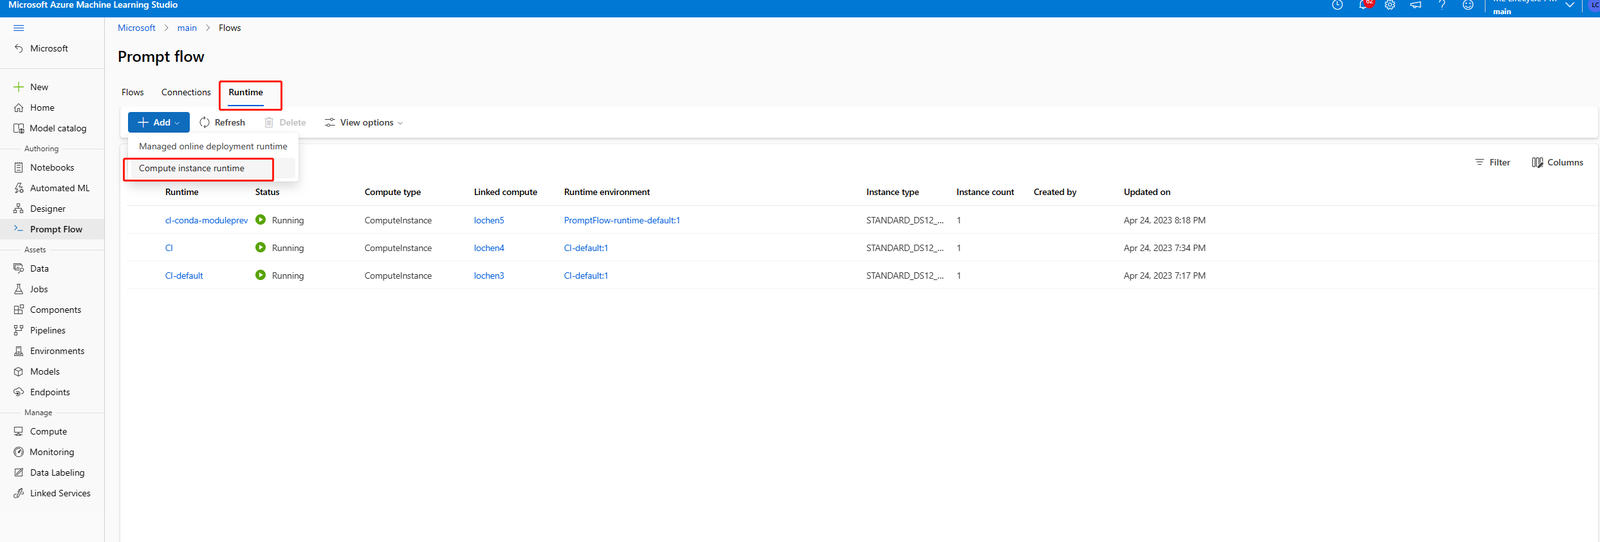 Microsoft Azure Machine Learning Studio
62
main
LC
Microsoft > main > Flows
Microsoft
Prompt flow
New
Home
Model catalog
Authoring
Notebooks
Automated ML
Designer
Prompt Flow
Assets
Data
Jobs
Components
Pipelines
Environments
Models
Endpoints
Manage
Compute
Monitoring
Data Labeling
Linked Services
Flows Connections Runtime
Add Refresh Delete View options
Managed online deployment runtime
Compute instance runtime
Filter Columns
Runtime Status Compute type Linked compute Runtime environment Instance type Instance count Created by Updated on
cl-conda-moduleprev Running ComputeInstance lochen5 PromptFlow-runtime-default:1 STANDARD_DS12_... 1 Apr 24, 2023 8:18 PM
CI Running ComputeInstance lochen4 CI-default:1 STANDARD_DS12_... 1 Apr 24, 2023 7:34 PM
CI-default Running ComputeInstance lochen3 CI-default:1 STANDARD_DS12_... 1 Apr 24, 2023 7:17 PM